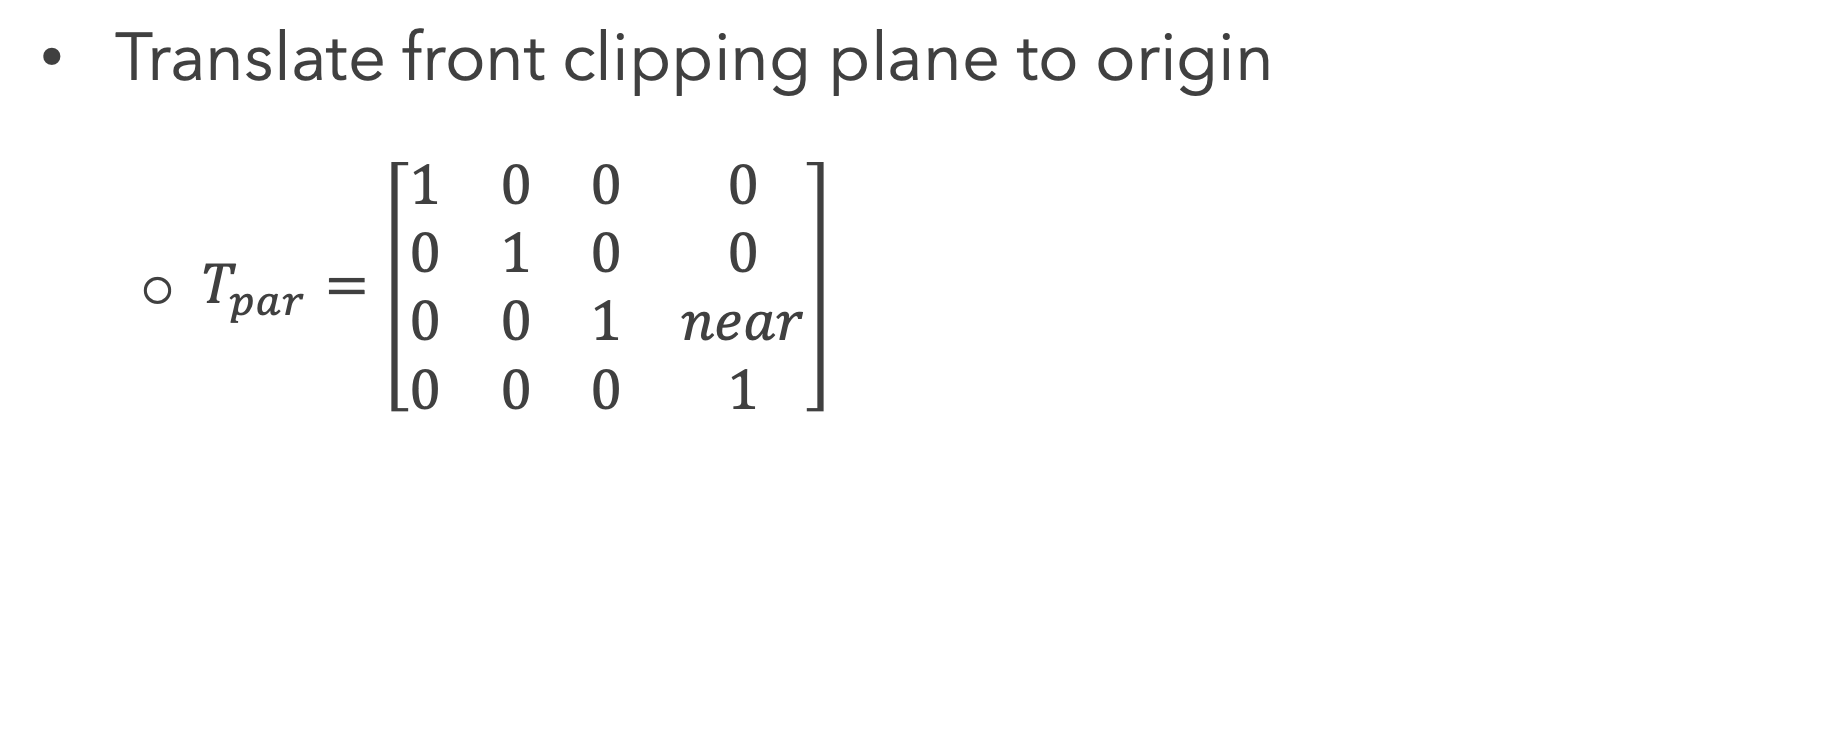 • Translate front clipping plane to origin
1 0 0 0
0 1 0 0
○ T_par =
0 0 1 near
0 0 0 1